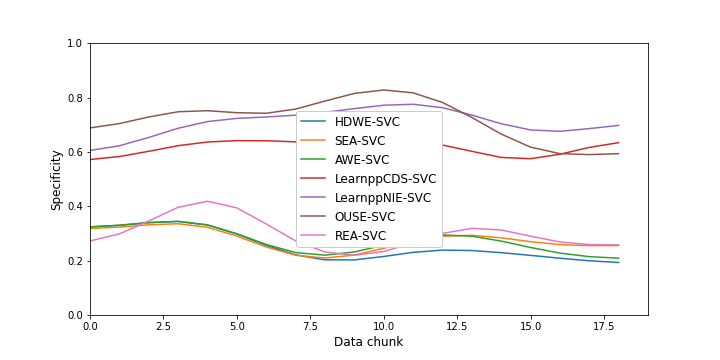 1.0
0.8
0.6
0.4
0.2
0.0
Specificity
HDWE-SVC
SEA-SVC
AWE-SVC
LearnppCDS-SVC
LearnppNIE-SVC
OUSE-SVC
REA-SVC
0.0 2.5 5.0 7.5 10.0 12.5 15.0 17.5
Data chunk